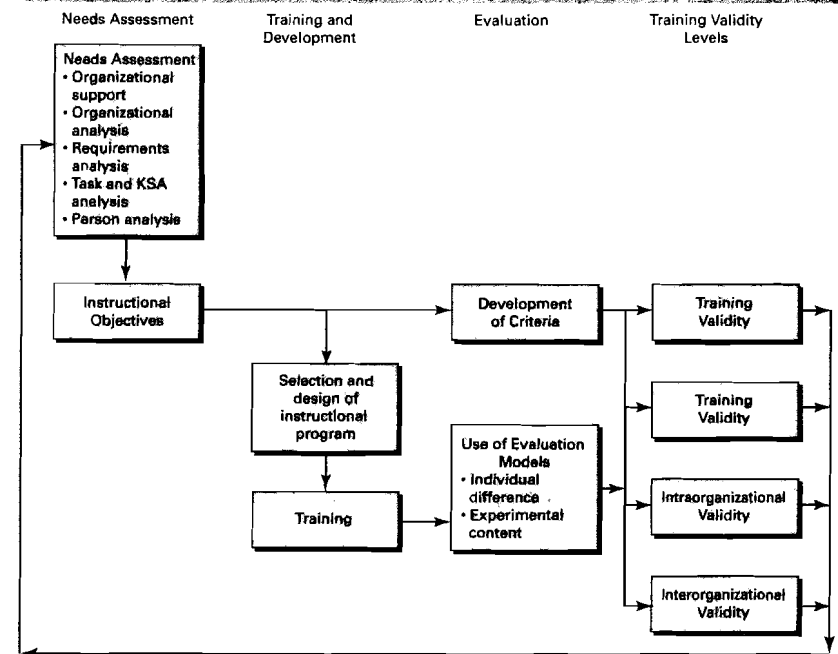 Needs Assessment
Training and
Development
Evaluation
Training Validity
Levels
Needs Assessment
• Organizational
support
• Organizational
analysis
• Requirements
analysis
• Task and KSA
analysis
• Person analysis
Instructional
Objectives
Development
of Criteria
Training
Validity
Selection and
design of
instructional
program
Training
Validity
Use of Evaluation
Models
• Individual
difference
• Experimental
content
Training
Intraorganizational
Validity
Interorganizational
Validity